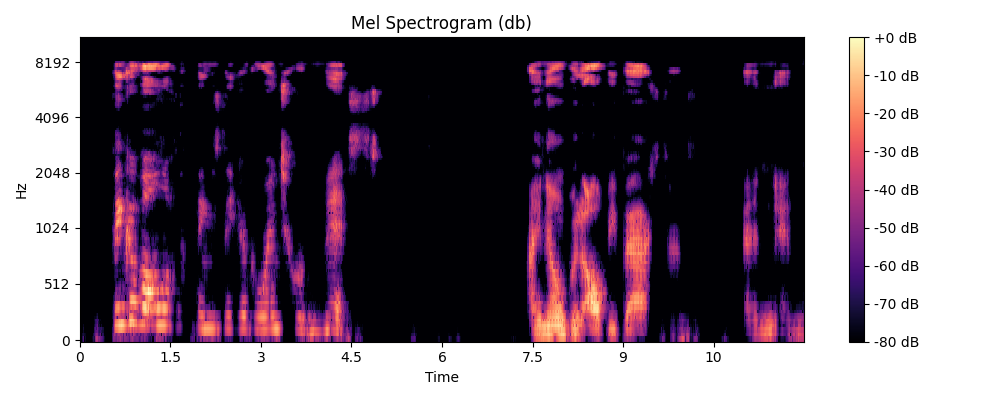 Mel Spectrogram (db)
8192
4096
2048
1024
512
0
Hz
0 1.5 3 4.5 6 7.5 9 10
Time
+0 dB
-10 dB
-20 dB
-30 dB
-40 dB
-50 dB
-60 dB
-70 dB
-80 dB